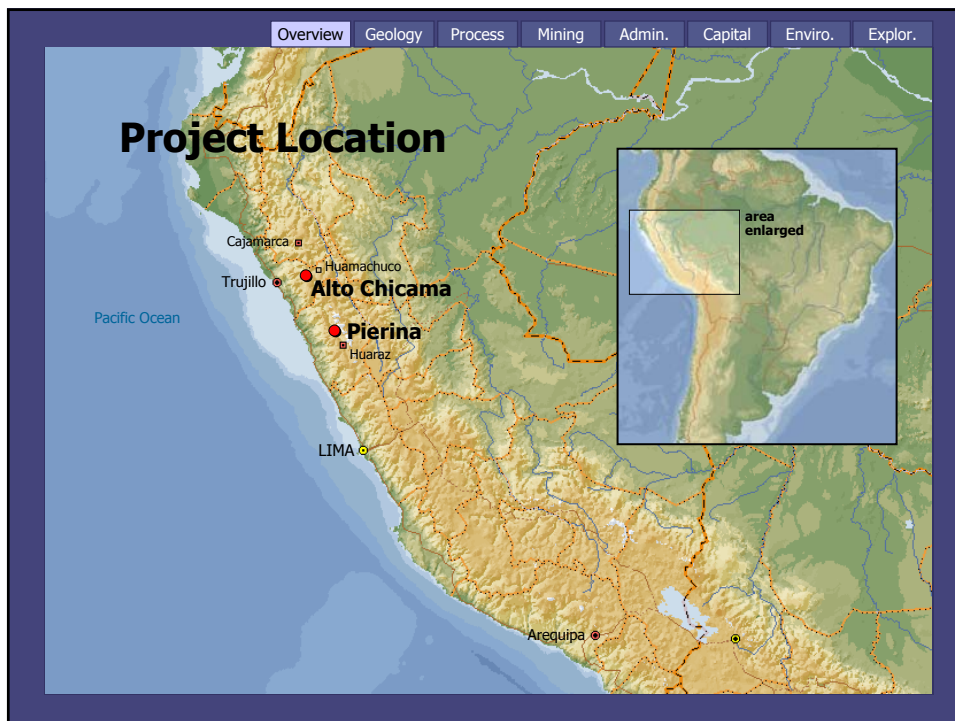 Overview Geology Process Mining Admin. Capital Enviro. Explor.
Project Location
area
enlarged
Cajamarca
Huamachuco
Trujillo
Alto Chicama
Pacific Ocean
Pierina
Huaraz
LIMA
Arequipa